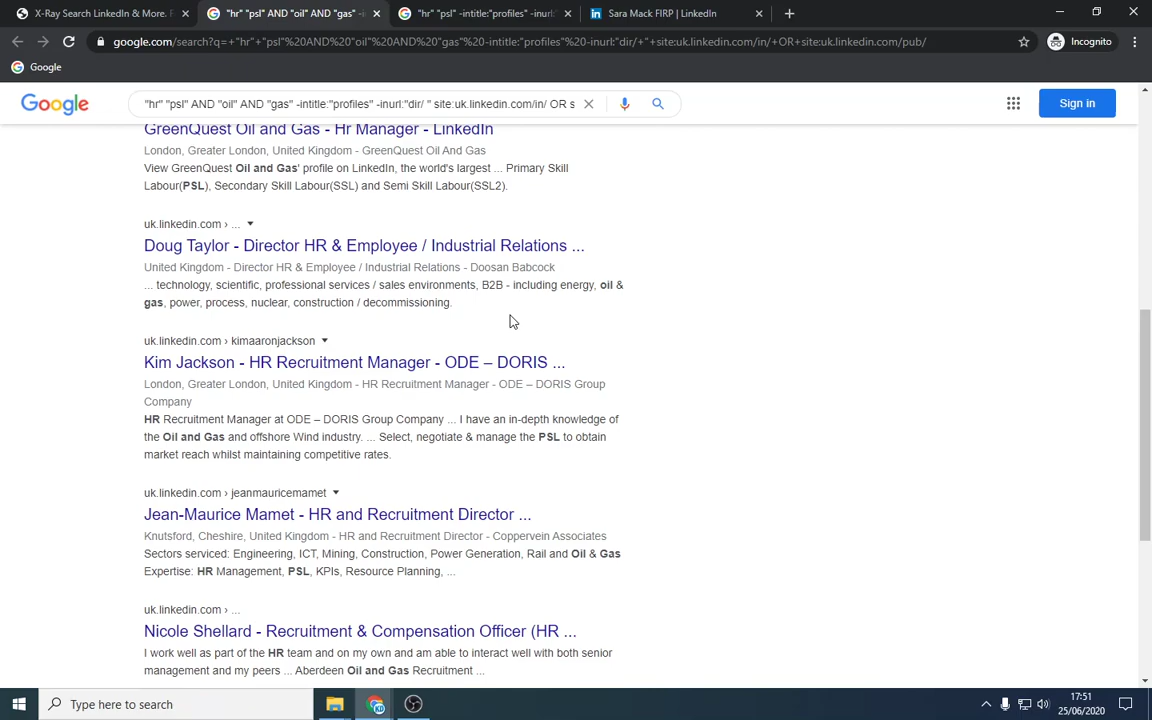 X-Ray Search LinkedIn & More. F
"hr" "psl" AND "oil" AND "gas" -i
"hr" "psl" -intitle:"profiles" -inurl:
Sara Mack FIRP | LinkedIn
google.com/search?q=+"hr"+"psl"%20AND%20"oil"%20AND%20"gas"%20-intitle:"profiles"%20-inurl:"dir/+"+site:uk.linkedin.com/in/+OR+site:uk.linkedin.com/pub/
Incognito
Google
Google
"hr" "psl" AND "oil" AND "gas" -intitle:"profiles" -inurl:"dir/ " site:uk.linkedin.com/in/ OR s
Sign in
GreenQuest Oil and Gas - Hr Manager - LinkedIn
London, Greater London, United Kingdom - GreenQuest Oil And Gas
View GreenQuest Oil and Gas' profile on LinkedIn, the world's largest ... Primary Skill
Labour(PSL), Secondary Skill Labour(SSL) and Semi Skill Labour(SSL2).
uk.linkedin.com › ...
Doug Taylor - Director HR & Employee / Industrial Relations ...
United Kingdom - Director HR & Employee / Industrial Relations - Doosan Babcock
... technology, scientific, professional services / sales environments, B2B - including energy, oil &
gas, power, process, nuclear, construction / decommissioning.
uk.linkedin.com › kimaaronjackson
Kim Jackson - HR Recruitment Manager - ODE – DORIS ...
London, Greater London, United Kingdom - HR Recruitment Manager - ODE – DORIS Group
Company
HR Recruitment Manager at ODE – DORIS Group Company ... I have an in-depth knowledge of
the Oil and Gas and offshore Wind industry. ... Select, negotiate & manage the PSL to obtain
market reach whilst maintaining competitive rates.
uk.linkedin.com › jeanmauricemamet
Jean-Maurice Mamet - HR and Recruitment Director ...
Knutsford, Cheshire, United Kingdom - HR and Recruitment Director - Coppervein Associates
Sectors serviced: Engineering, ICT, Mining, Construction, Power Generation, Rail and Oil & Gas
Expertise: HR Management, PSL, KPIs, Resource Planning, ...
uk.linkedin.com › ...
Nicole Shellard - Recruitment & Compensation Officer (HR ...
I work well as part of the HR team and on my own and am able to interact well with both senior
management and my peers ... Aberdeen Oil and Gas Recruitment ...
Type here to search
17:51
25/06/2020